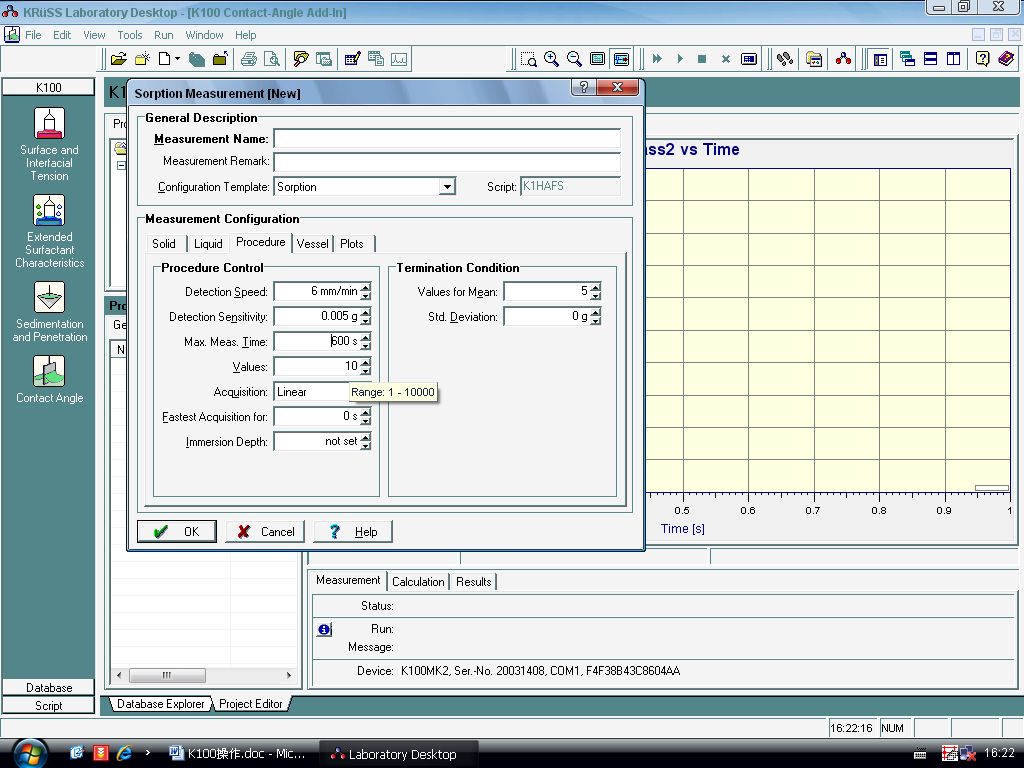 KRüSS Laboratory Desktop - [K100 Contact-Angle Add-In]
File Edit View Tools Run Window Help
K100
Surface and
Interfacial
Tension
Extended
Surfactant
Characteristics
Sedimentation
and Penetration
Contact Angle
Database
Script
K1
Sorption Measurement [New]
General Description
Measurement Name:
Measurement Remark:
Configuration Template: Sorption Script: K1HAFS
Measurement Configuration
Solid Liquid Procedure Vessel Plots
Procedure Control
Detection Speed: 6 mm/min
Detection Sensitivity: 0.005 g
Max. Meas. Time: 600 s
Values: 10
Acquisition: Linear
Range: 1 - 10000
Fastest Acquisition for: 0 s
Immersion Depth: not set
Termination Condition
Values for Mean: 5
Std. Deviation: 0 g
OK Cancel Help
ass2 vs Time
0.5 0.6 0.7 0.8 0.9 1
Time [s]
Measurement Calculation Results
Status:
Run:
Message:
Device: K100MK2, Ser.-No. 20031408, COM1, F4F38B43C8604AA
Database Explorer Project Editor
16:22:16 NUM
K100操作.doc - Mic... Laboratory Desktop 16:22